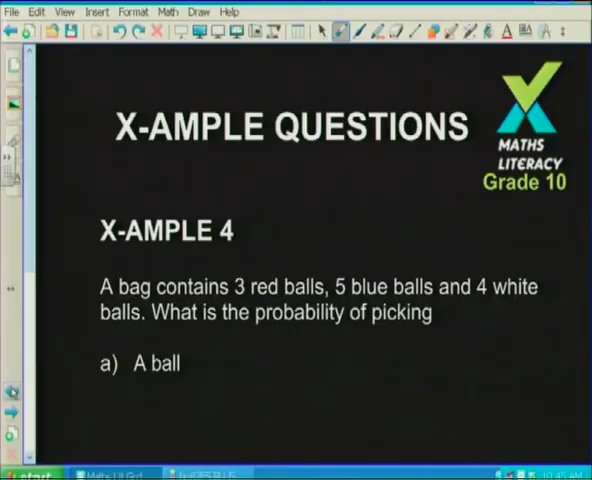 File Edit View Insert Format Math Draw Help
X-AMPLE QUESTIONS
MATHS
LITERACY
Grade 10
X-AMPLE 4
A bag contains 3 red balls, 5 blue balls and 4 white
balls. What is the probability of picking
a) A ball
start